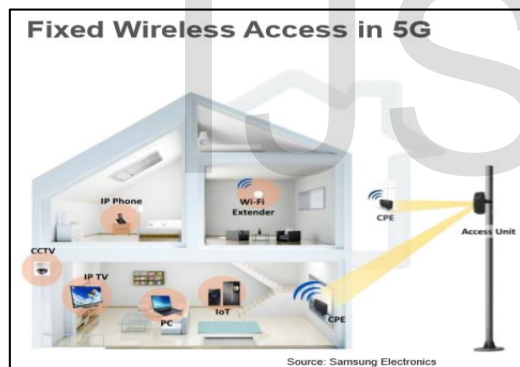 Fixed Wireless Access in 5G
IJS
IP Phone
Wi-Fi
Extender
CPE
Access Unit
CCTV
IP TV
PC
IoT
CPE
Source: Samsung Electronics